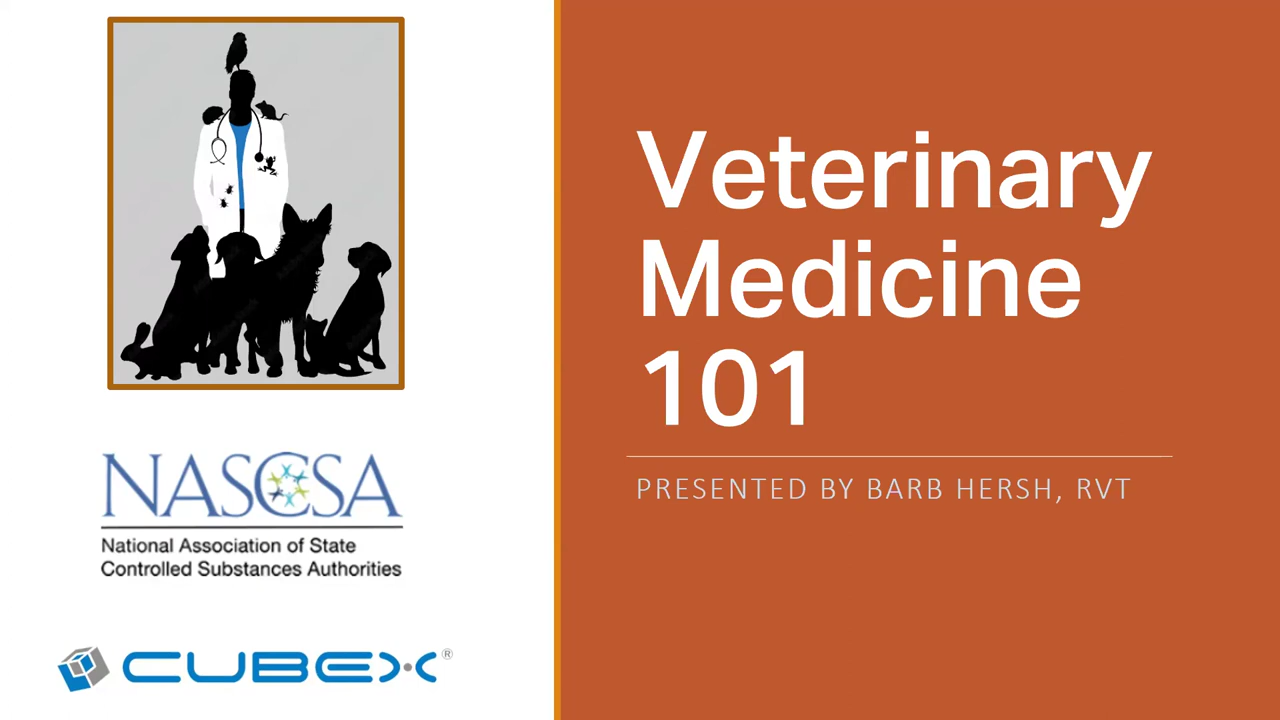 NASCSA
National Association of State
Controlled Substances Authorities
CUBEX®
Veterinary
Medicine
101
PRESENTED BY BARB HERSH, RVT